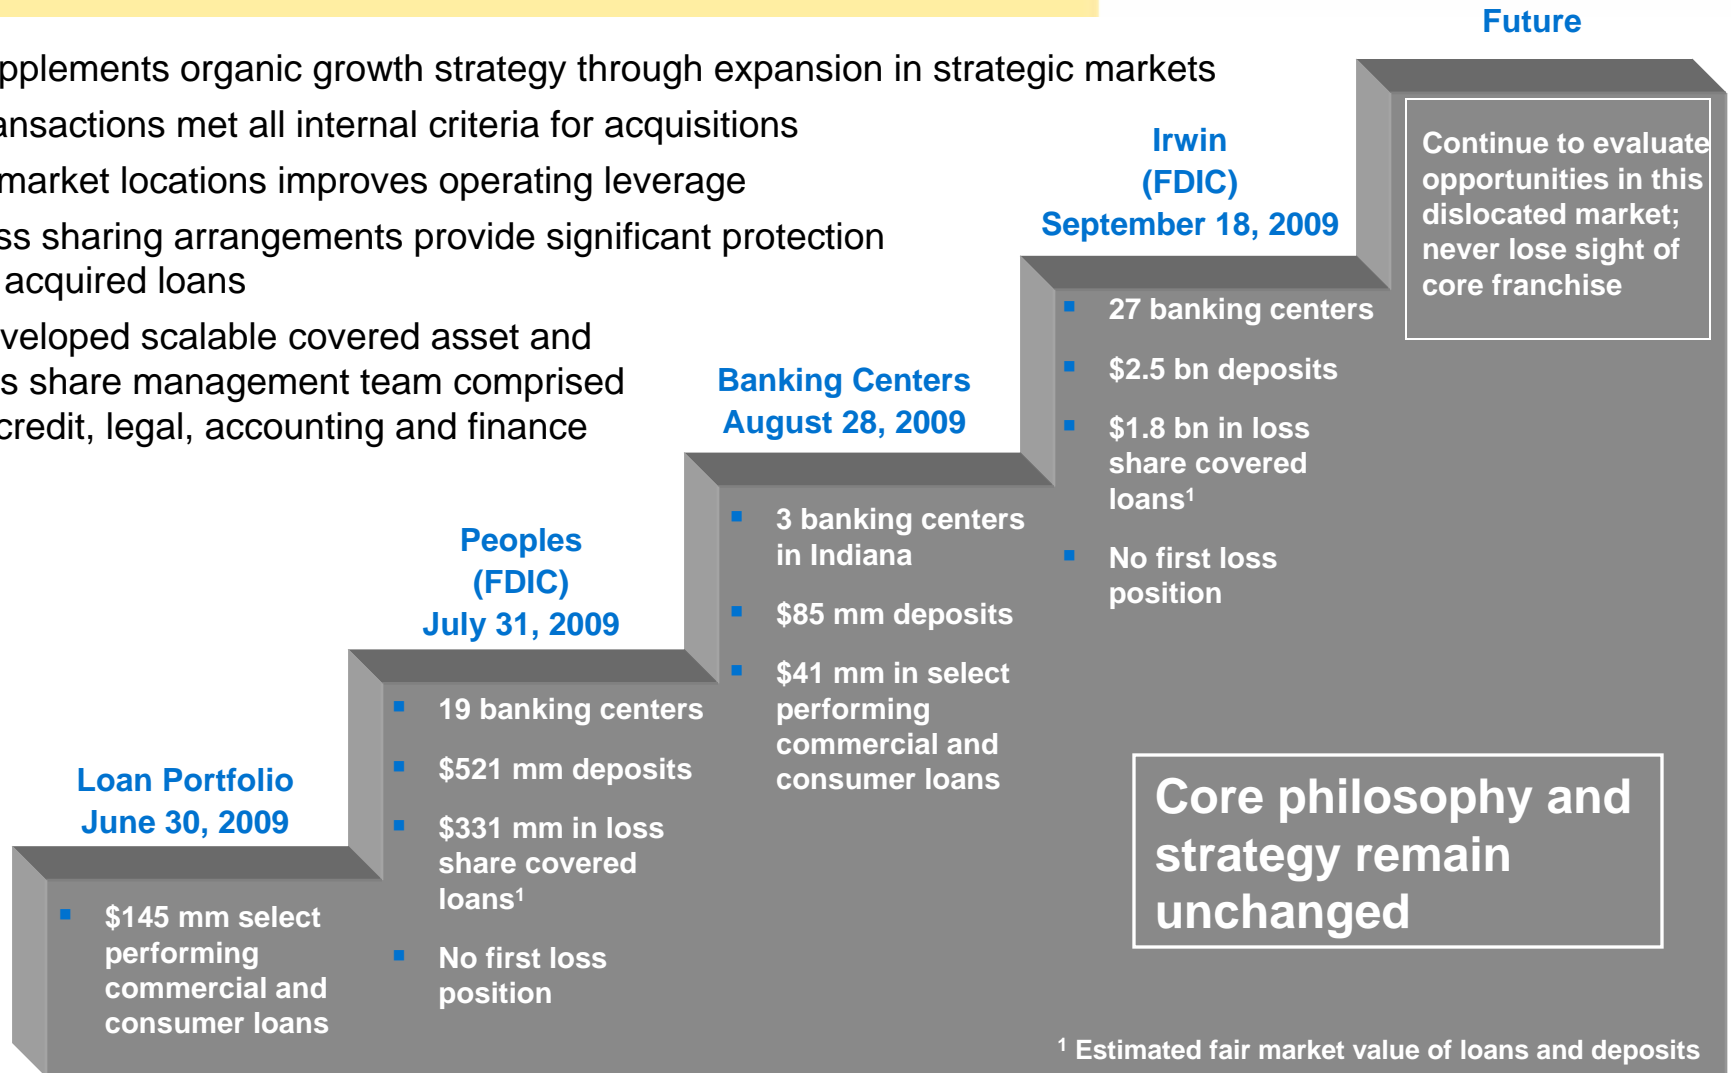 Future
pplements organic growth strategy through expansion in strategic markets
ansactions met all internal criteria for acquisitions
market locations improves operating leverage
ss sharing arrangements provide significant protection
acquired loans
veloped scalable covered asset and
s share management team comprised
credit, legal, accounting and finance
Loan Portfolio
June 30, 2009
$145 mm select
performing
commercial and
consumer loans
Peoples
(FDIC)
July 31, 2009
19 banking centers
$521 mm deposits
$331 mm in loss
share covered
loans¹
No first loss
position
Banking Centers
August 28, 2009
3 banking centers
in Indiana
$85 mm deposits
$41 mm in select
performing
commercial and
consumer loans
Irwin
(FDIC)
September 18, 2009
27 banking centers
$2.5 bn deposits
$1.8 bn in loss
share covered
loans¹
No first loss
position
Continue to evaluate
opportunities in this
dislocated market;
never lose sight of
core franchise
Core philosophy and
strategy remain
unchanged
¹ Estimated fair market value of loans and deposits